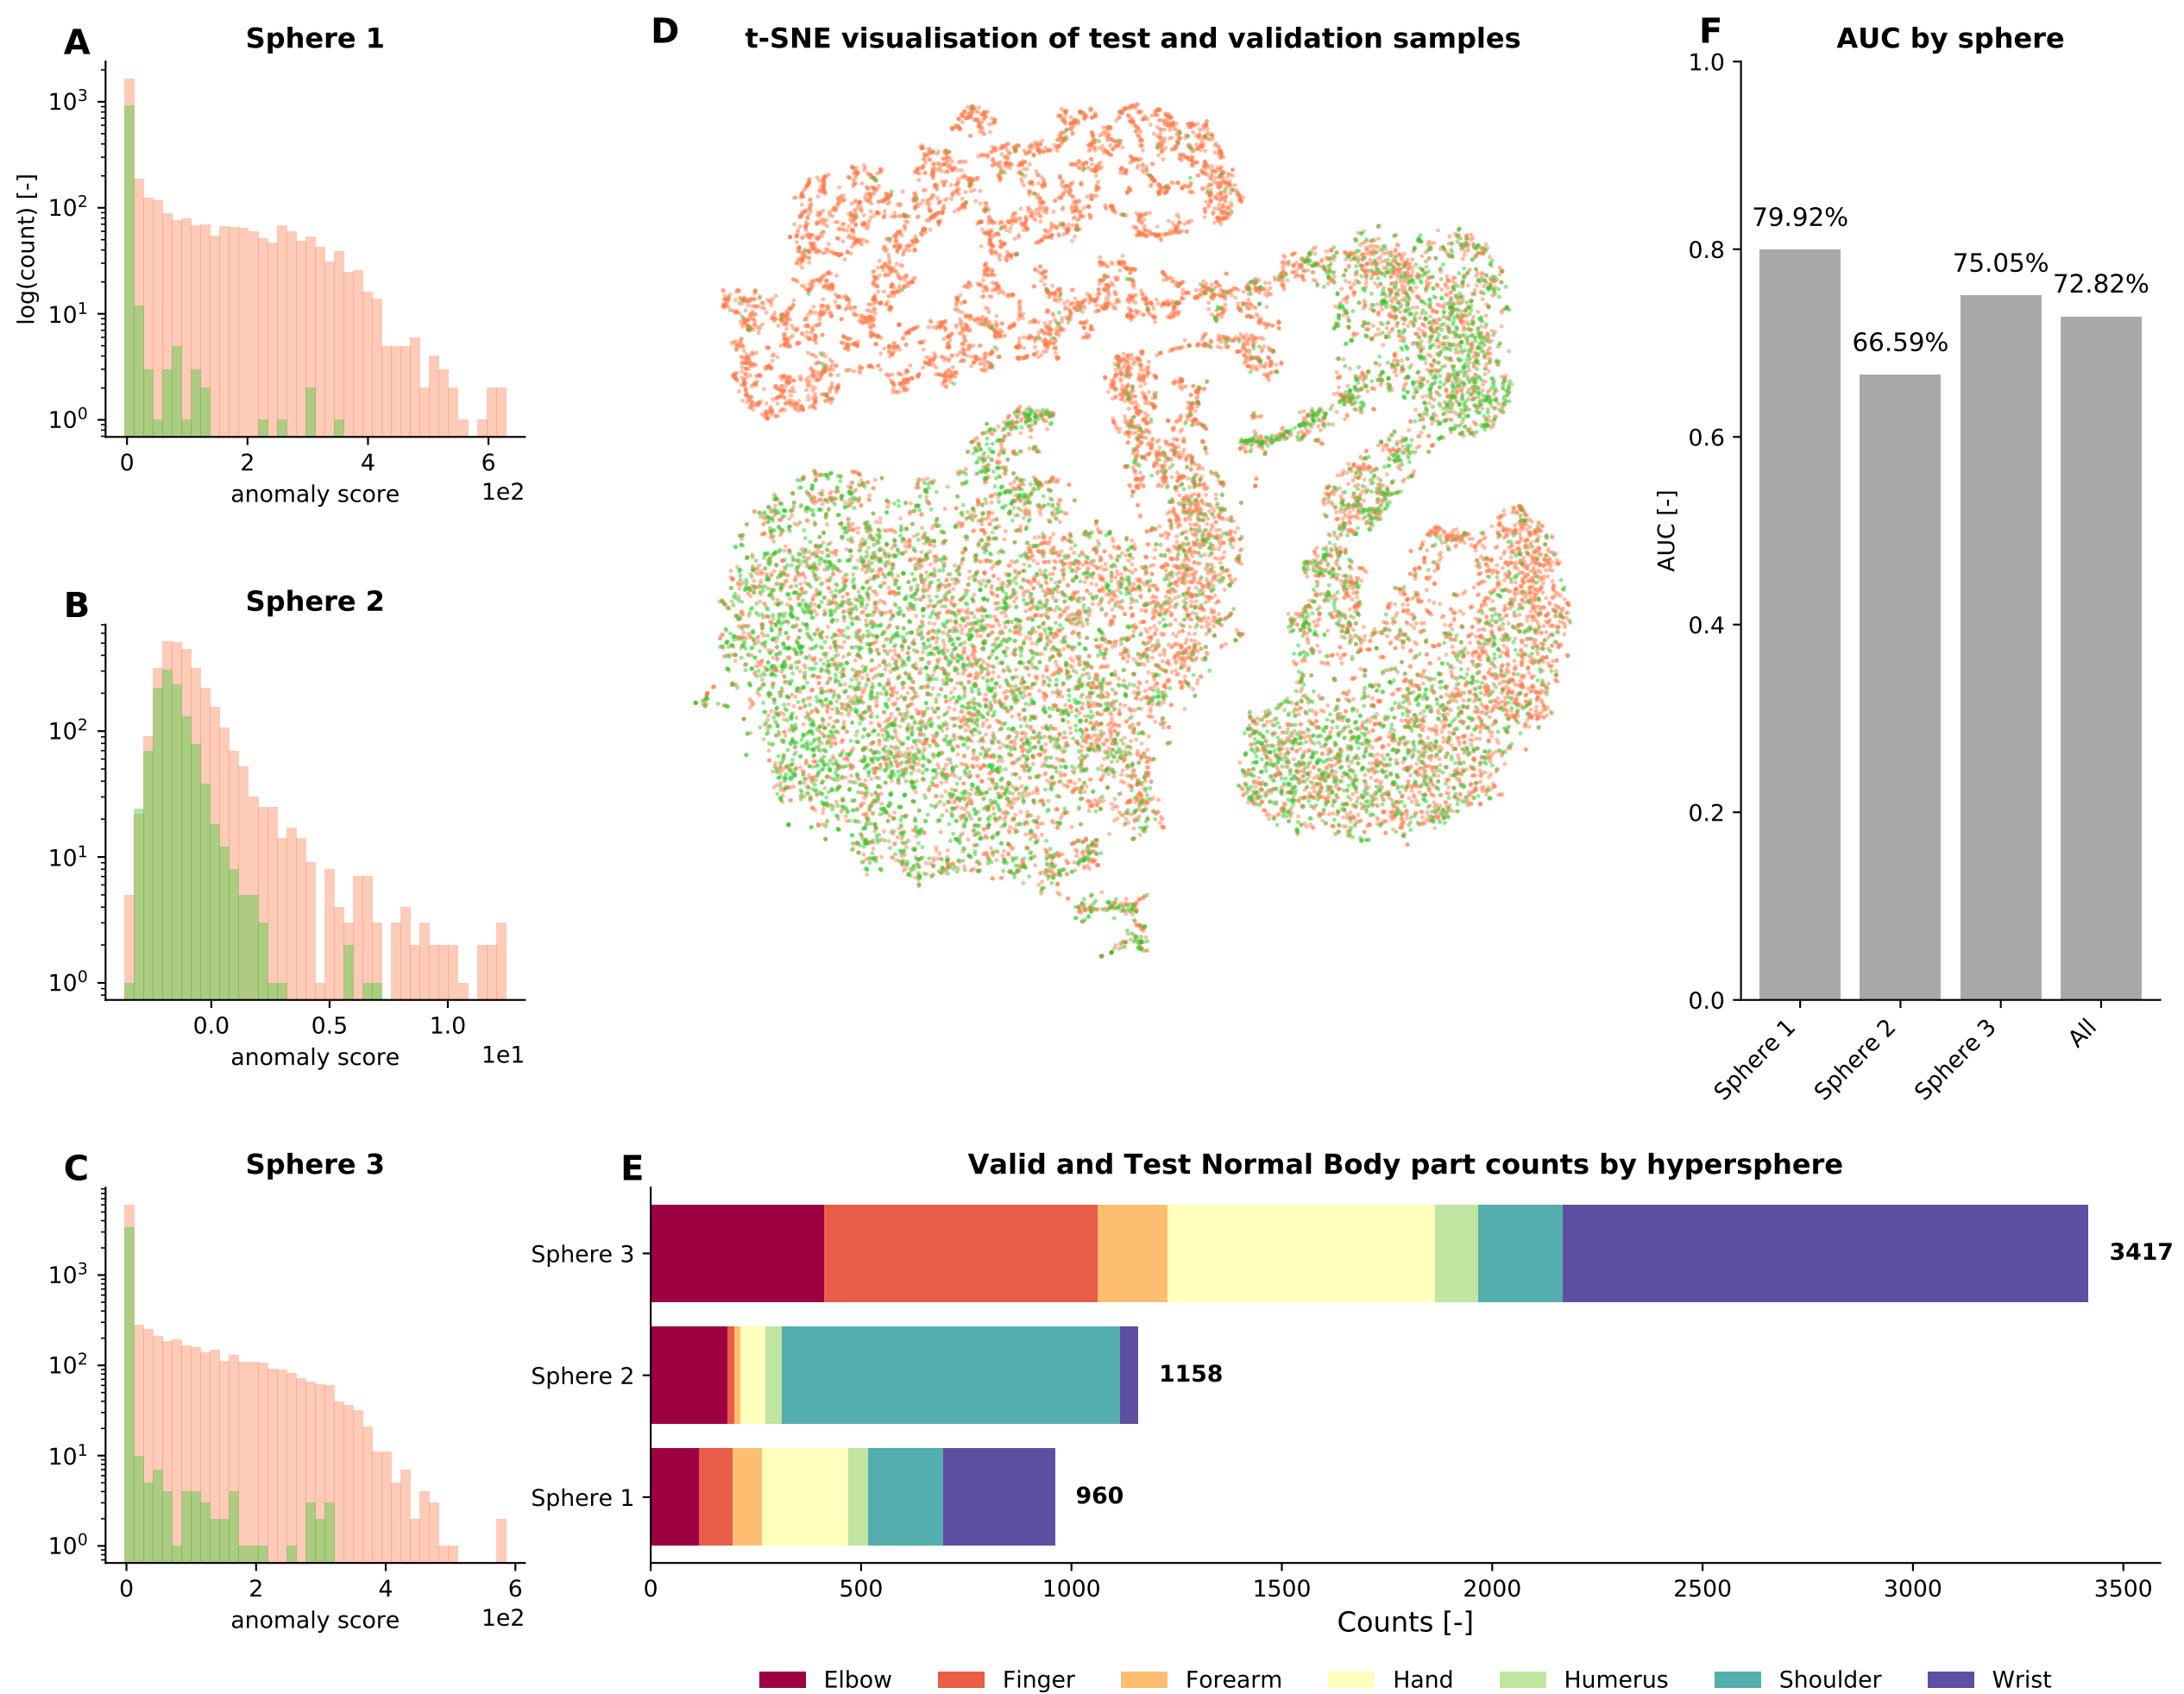 A
Sphere 1
log(count) [-]
10³
10²
10¹
10⁰
0 2 4 6
anomaly score
1e2
B
Sphere 2
10²
10¹
10⁰
0.0 0.5 1.0
anomaly score
1e1
C
Sphere 3
10³
10²
10¹
10⁰
0 2 4 6
anomaly score
1e2
D
t-SNE visualisation of test and validation samples
E
Valid and Test Normal Body part counts by hypersphere
Sphere 3
3417
Sphere 2
1158
Sphere 1
960
0 500 1000 1500 2000 2500 3000 3500
Counts [-]
Elbow Finger Forearm Hand Humerus Shoulder Wrist
F
AUC by sphere
AUC [-]
1.0
0.8
0.6
0.4
0.2
0.0
79.92%
66.59%
75.05%
72.82%
Sphere 1
Sphere 2
Sphere 3
All